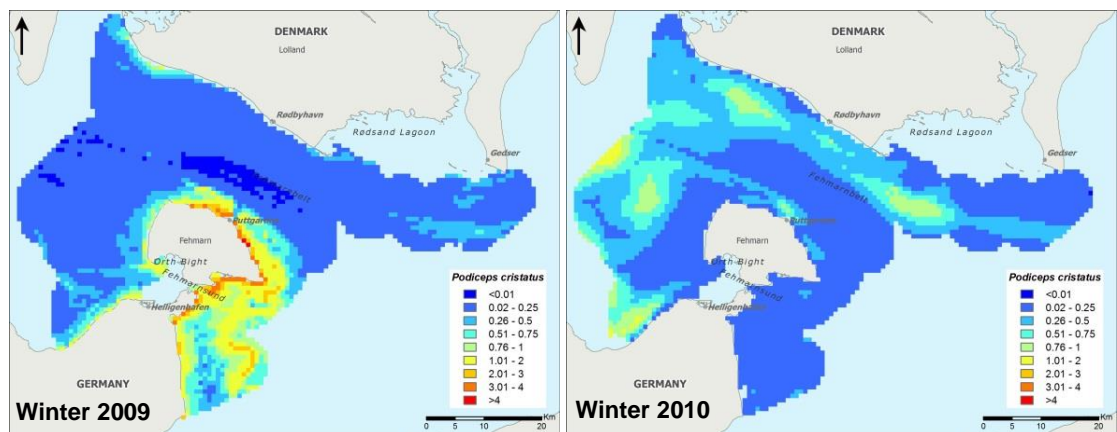 DENMARK
Lolland
Rødbyhavn
Rødsand Lagoon
Gedser
Fehmarnbelt
Puttgarden
Fehmarn
Orth Bight
Fehmarnsund
Heiligenhafen
GERMANY
Winter 2009
Podiceps cristatus
<0.01
0.02 - 0.25
0.26 - 0.5
0.51 - 0.75
0.76 - 1
1.01 - 2
2.01 - 3
3.01 - 4
>4
Km
0 5 10 20
DENMARK
Lolland
Rødbyhavn
Rødsand Lagoon
Gedser
Fehmarnbelt
Puttgarden
Fehmarn
Orth Bight
Fehmarnsund
Heiligenhafen
GERMANY
Winter 2010
Podiceps cristatus
<0.01
0.02 - 0.25
0.26 - 0.5
0.51 - 0.75
0.76 - 1
1.01 - 2
2.01 - 3
3.01 - 4
>4
Km
0 5 10 20